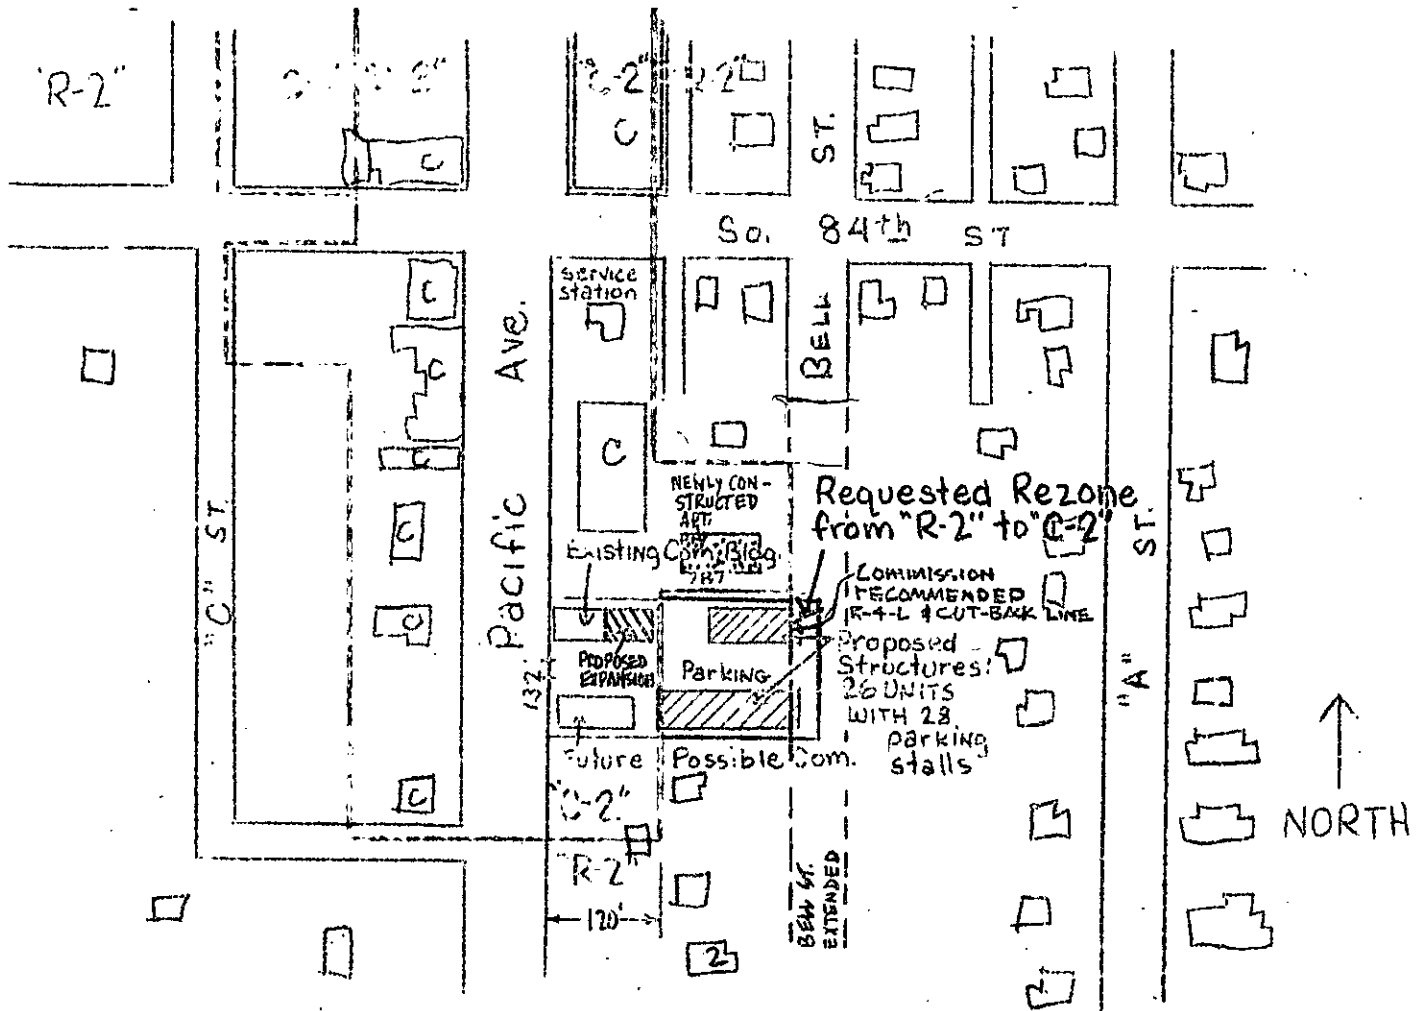 'R-2"
"C-2"
C
C
ST.
So. 84th ST
service
station
C
C
C
C
C
C
C
Pacific Ave.
BELL
"C" ST.
"A" ST.
NEWLY CON-
STRUCTED
APT.
Requested Rezone
from "R-2" to "C-2"
Existing Com. Bldg.
COMMISSION
RECOMMENDED
R-4-L & CUT-BACK LINE
PROPOSED
EXPANSION
Parking
Proposed
Structures:
26 UNITS
WITH 28
parking
stalls
132'
Future Possible Com.
"C-2"
"R-2"
120'
BELL ST.
EXTENDED
2
NORTH